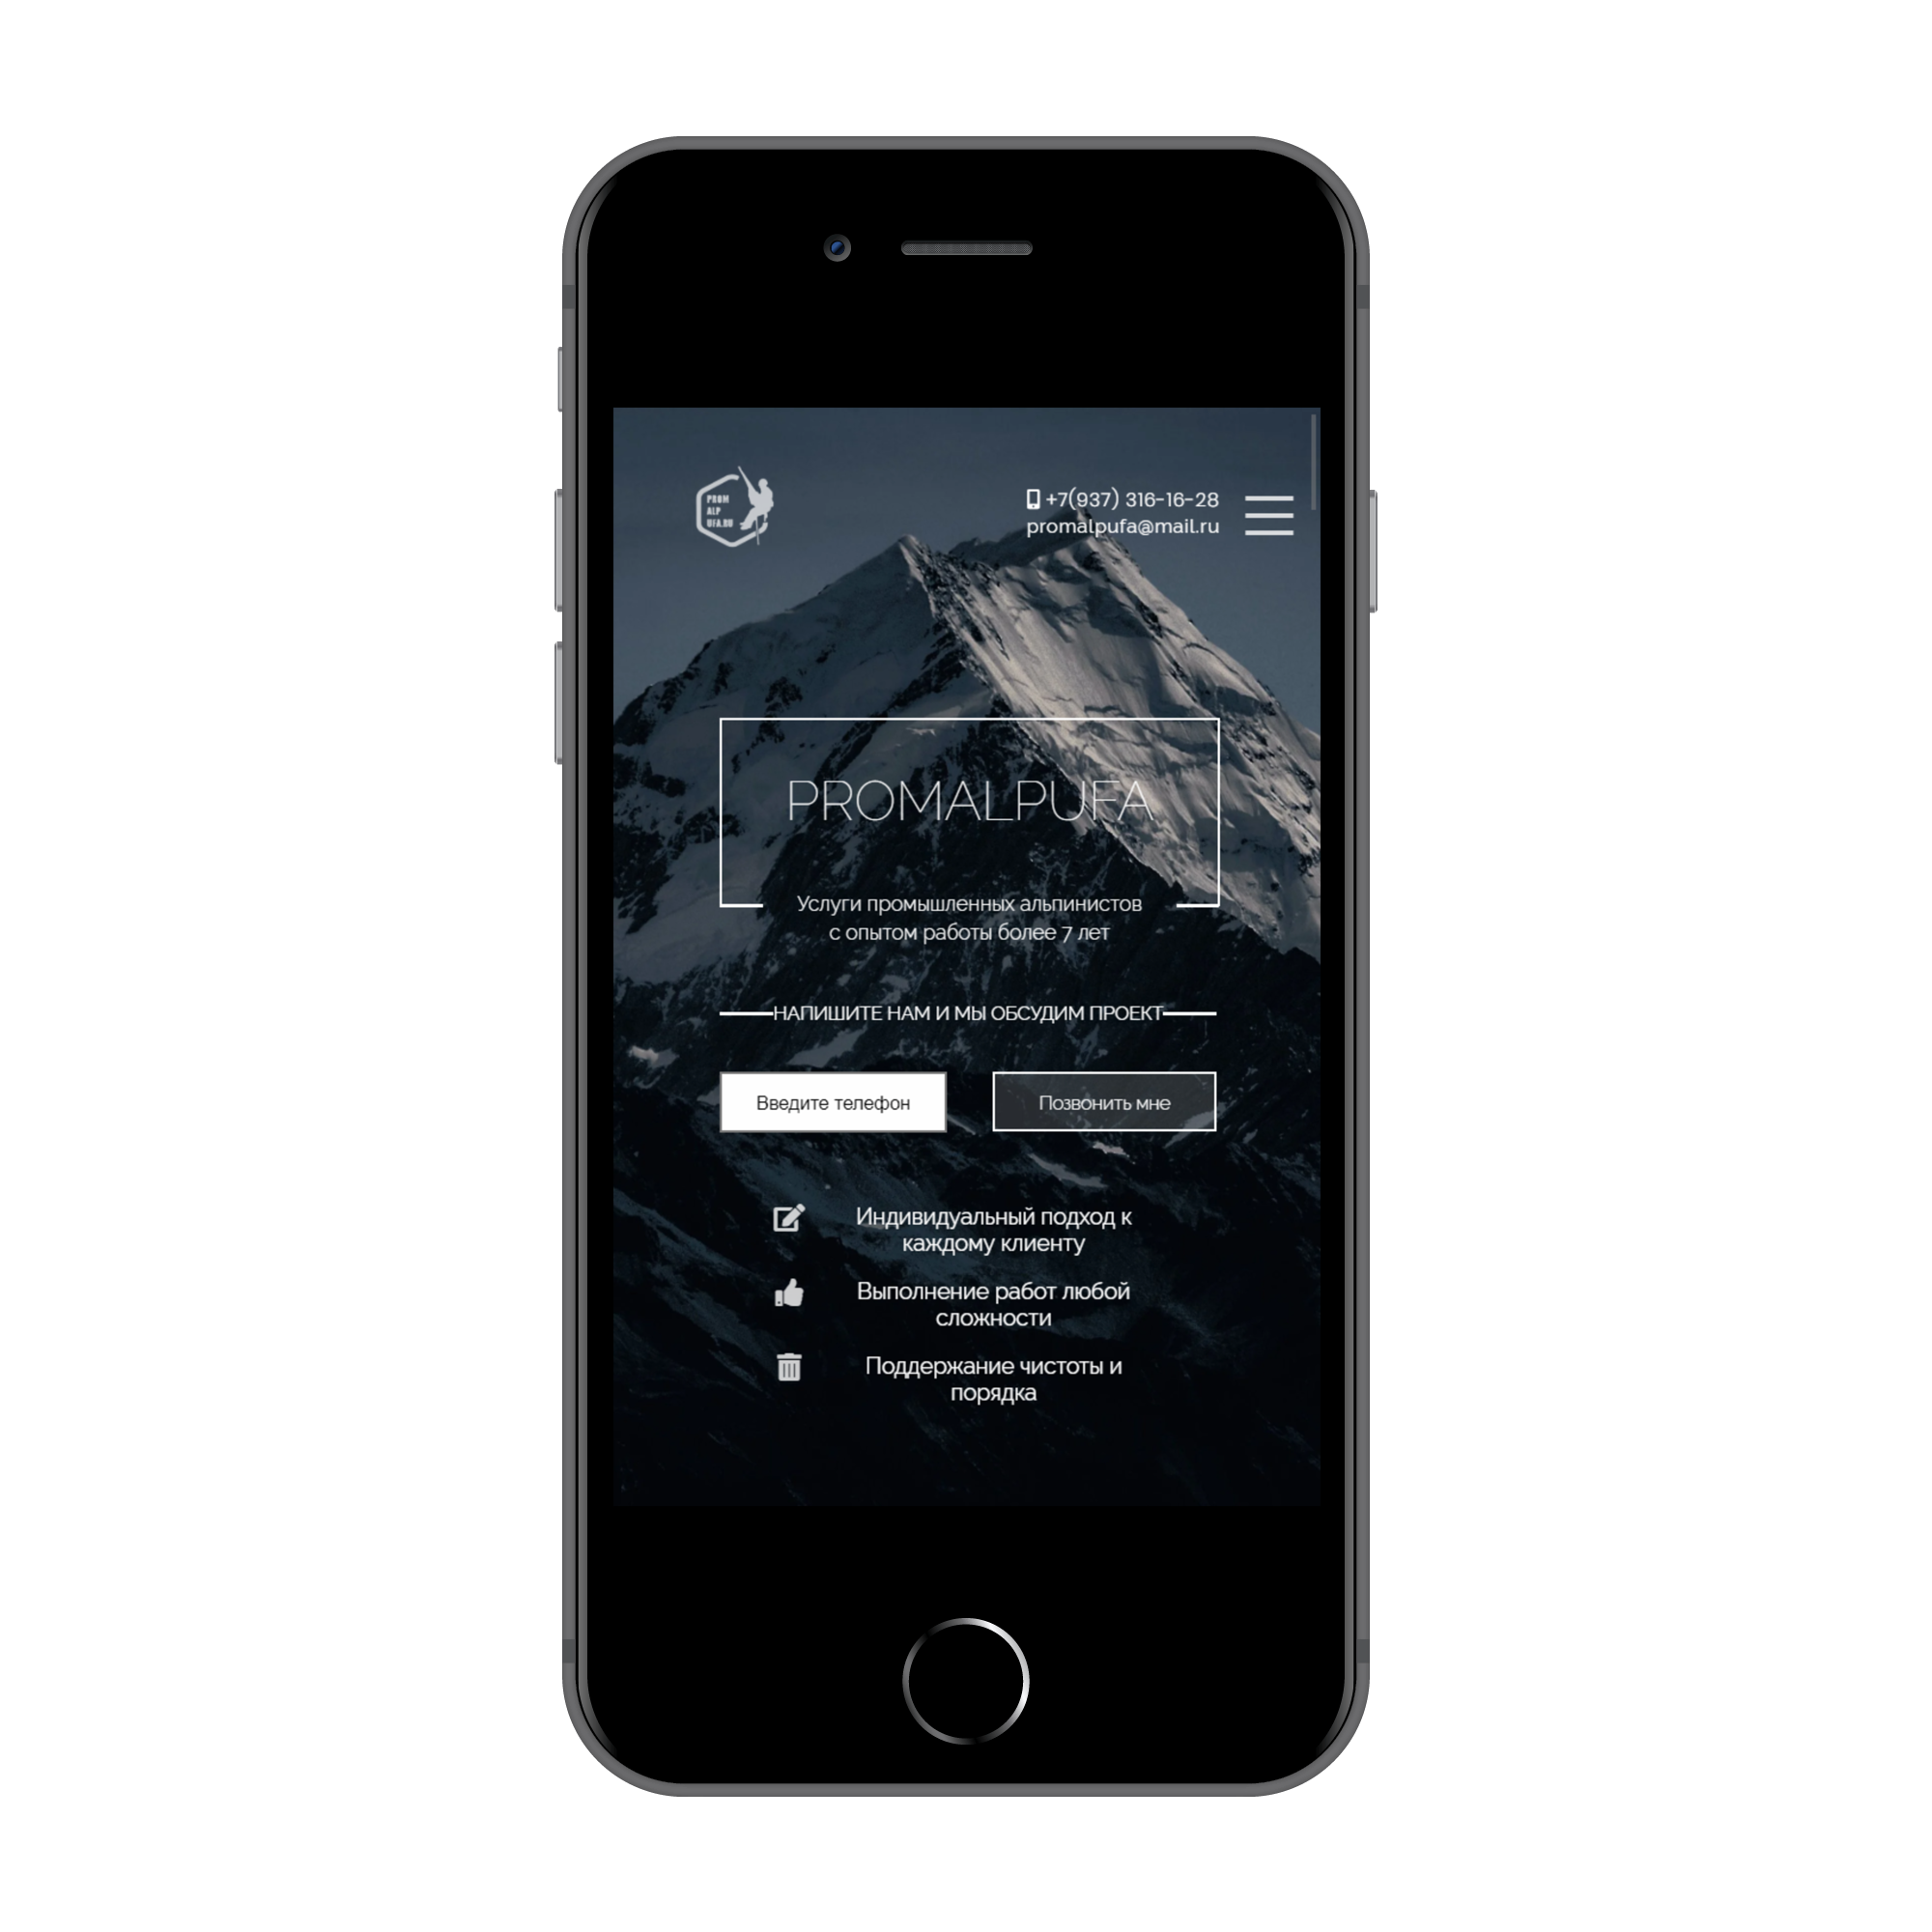 PROM
ALP
UFA.RU
+7(937) 316-16-28
promalpufa@mail.ru
PROMALPUFA
Услуги промышленных альпинистов
с опытом работы более 7 лет
НАПИШИТЕ НАМ И МЫ ОБСУДИМ ПРОЕКТ
Введите телефон
Позвонить мне
Индивидуальный подход к
каждому клиенту
Выполнение работ любой
сложности
Поддержание чистоты и
порядка